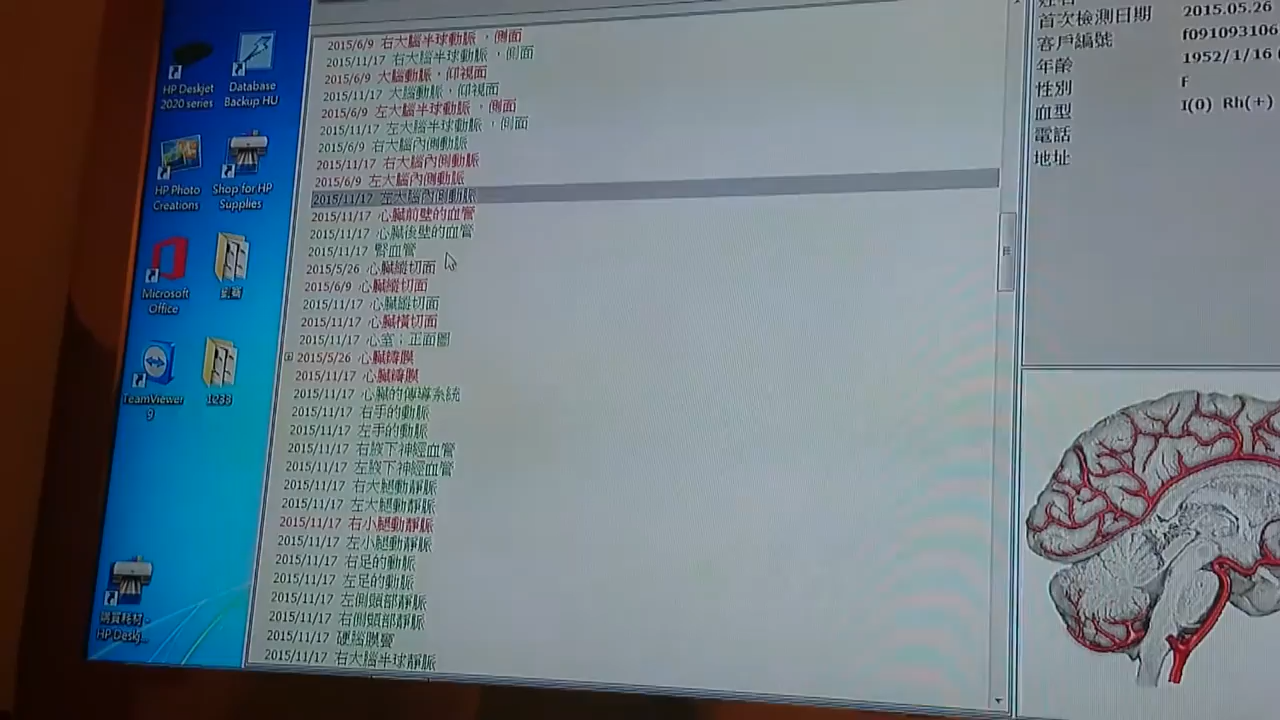 HP Deskjet
2020 series
Database
Backup HU
HP Photo
Creations
Shop for HP
Supplies
Microsoft
Office
TeamViewer
9
1233
HP Deskj...
2015/6/9 右大腦半球動脈，側面
2015/11/17 右大腦半球動脈，側面
2015/6/9 大腦動脈，仰視面
2015/11/17 大腦動脈，仰視面
2015/6/9 左大腦半球動脈，側面
2015/11/17 左大腦半球動脈，側面
2015/6/9 右大腦內側動脈
2015/11/17 右大腦內側動脈
2015/6/9 左大腦內側動脈
2015/11/17 左大腦內側動脈
2015/11/17 心臟前壁的血管
2015/11/17 心臟後壁的血管
2015/11/17 腎血管
2015/5/26 心臟縱切面
2015/6/9 心臟縱切面
2015/11/17 心臟縱切面
2015/11/17 心臟橫切面
2015/11/17 心室；正面圖
2015/5/26 心臟瓣膜
2015/11/17 心臟瓣膜
2015/11/17 心臟的傳導系統
2015/11/17 右手的動脈
2015/11/17 左手的動脈
2015/11/17 右腋下神經血管
2015/11/17 左腋下神經血管
2015/11/17 右大腿動靜脈
2015/11/17 左大腿動靜脈
2015/11/17 右小腿動靜脈
2015/11/17 左小腿動靜脈
2015/11/17 右足的動脈
2015/11/17 左足的動脈
2015/11/17 左側頭部靜脈
2015/11/17 右側頭部靜脈
2015/11/17 硬腦膜竇
2015/11/17 右大腦半球靜脈
姓名
首次檢測日期 2015.05.26
客戶編號 f091093106
年齡 1952/1/16 (
性別 F
血型 I(0) Rh(+)
電話
地址